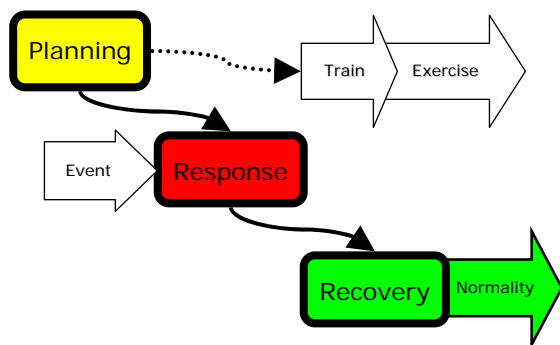 Planning
Train
Exercise
Event
Response
Recovery
Normality